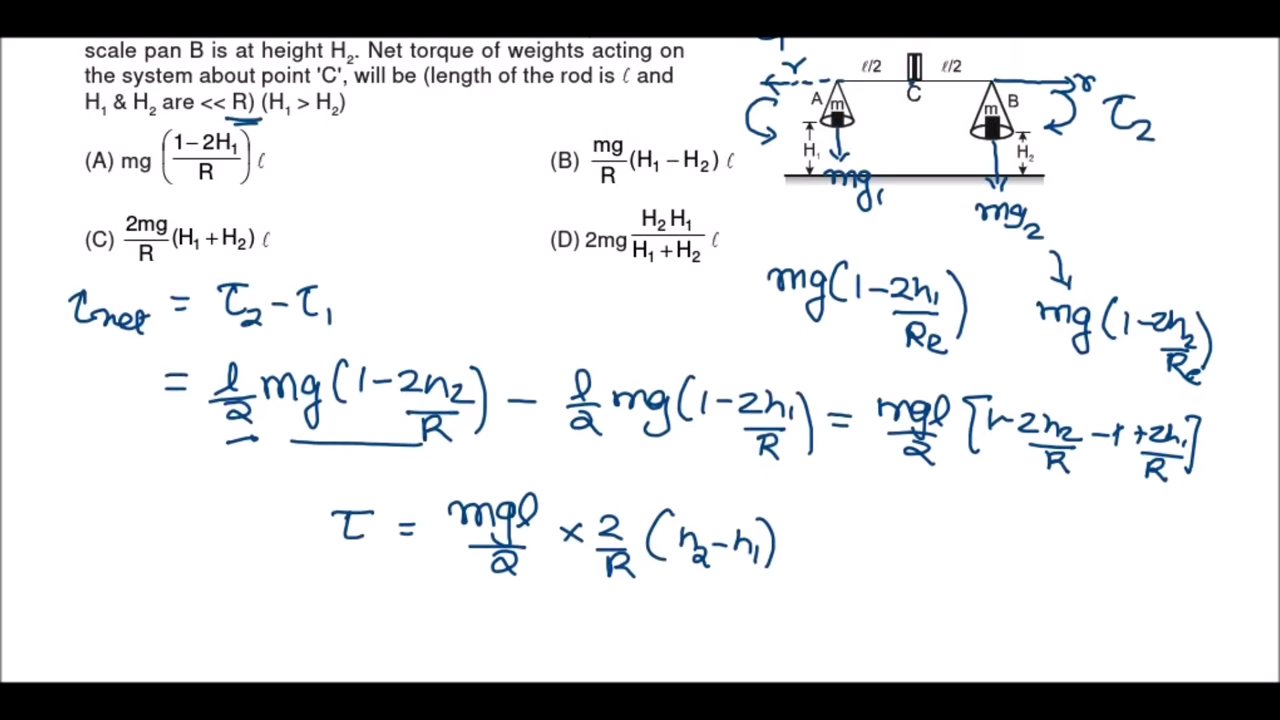 scale pan B is at height H₂. Net torque of weights acting on
the system about point 'C', will be (length of the rod is ℓ and
H₁ & H₂ are << R) (H₁ > H₂)
(A) mg ((1–2H₁)/R) ℓ
(B) mg/R (H₁ – H₂) ℓ
(C) 2mg/R (H₁ + H₂) ℓ
(D) 2mg H₂ H₁/(H₁ + H₂) ℓ
ℓ/2 ℓ/2
r C r
A m m B τ₂
H₁ H₂
mg₁ mg₂
mg(1-2h₁/Re) mg(1-2h₂/Re)
τnet = τ₂ - τ₁
= l/2 mg(1-2h₂/R) - l/2 mg(1-2h₁/R) = mgl/2 [1-2h₂/R -1+2h₁/R]
τ = mgl/2 × 2/R (h₂-h₁)